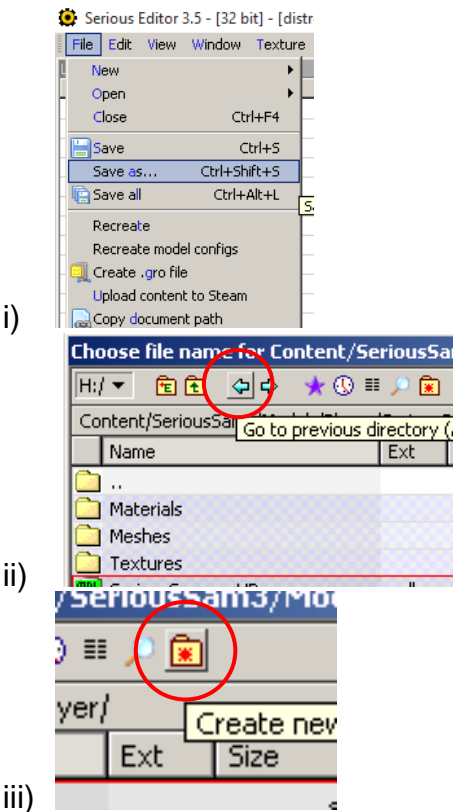 Serious Editor 3.5 - [32 bit] - [distr
File Edit View Window Texture
New
Open
Close Ctrl+F4
Save Ctrl+S
Save as... Ctrl+Shift+S
Save all Ctrl+Alt+L
Recreate
Recreate model configs
Create .gro file
Upload content to Steam
i) Copy document path
Choose file name for Content/SeriousSa
H:/
Content/SeriousSa
Go to previous directory (
Name Ext
..
Materials
Meshes
ii) Textures
/SeriousSam3/Mo
yer/
Create new
Ext Size
iii)